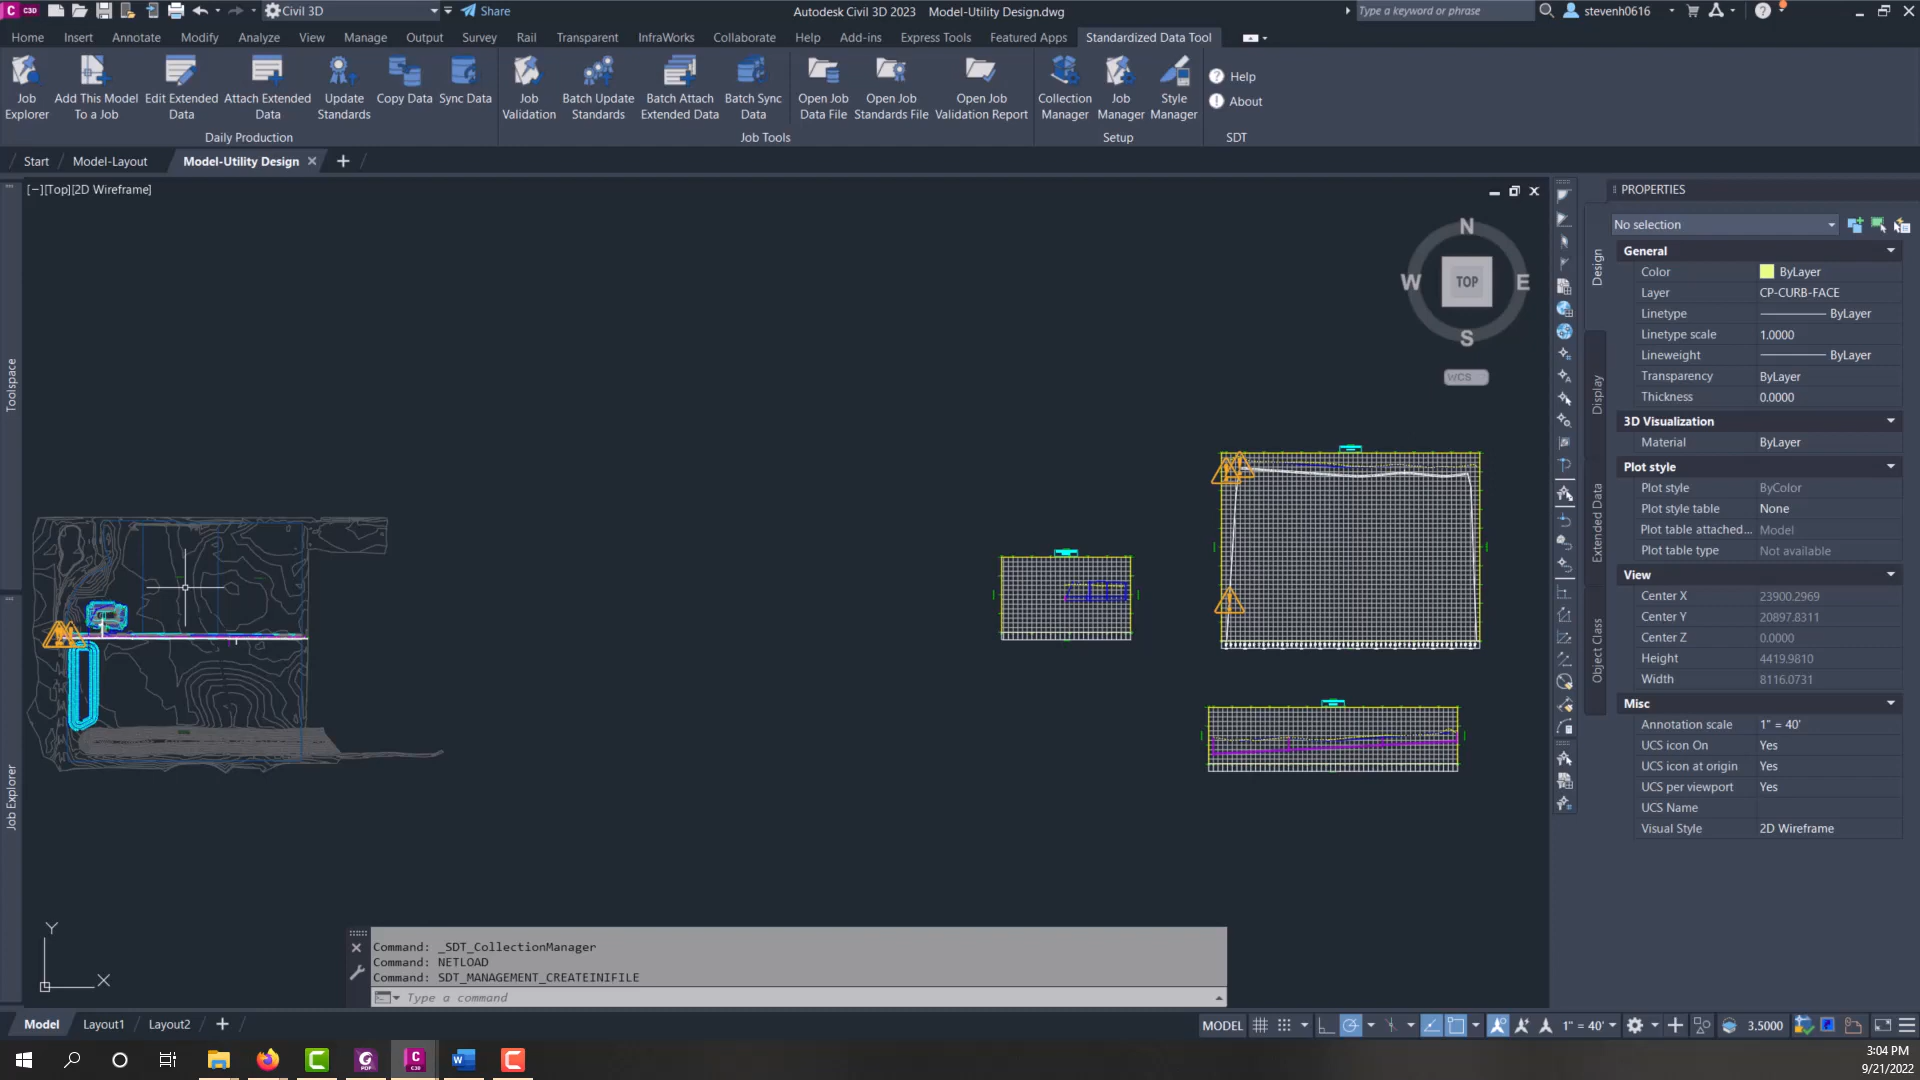 C3D
Civil 3D
Share
Autodesk Civil 3D 2023 Model-Utility Design.dwg
Type a keyword or phrase
stevenh0616
Home Insert Annotate Modify Analyze View Manage Output Survey Rail Transparent InfraWorks Collaborate Help Add-ins Express Tools Featured Apps Standardized Data Tool
Job Explorer
Add This Model To a Job
Edit Extended Data
Attach Extended Data
Update Standards
Copy Data
Sync Data
Daily Production
Job Validation
Batch Update Standards
Batch Attach Extended Data
Batch Sync Data
Open Job Data File
Open Job Standards File
Open Job Validation Report
Job Tools
Collection Manager
Job Manager
Style Manager
Setup
Help
About
SDT
Start
Model-Layout
Model-Utility Design
[−][Top][2D Wireframe]
Toolspace
Job Explorer
N
W
TOP
E
S
WCS
PROPERTIES
No selection
Design
Display
Extended Data
Object Class
General
Color ByLayer
Layer CP-CURB-FACE
Linetype ByLayer
Linetype scale 1.0000
Lineweight ByLayer
Transparency ByLayer
Thickness 0.0000
3D Visualization
Material ByLayer
Plot style
Plot style ByColor
Plot style table None
Plot table attached... Model
Plot table type Not available
View
Center X 23900.2969
Center Y 20897.8311
Center Z 0.0000
Height 4419.9810
Width 8116.0731
Misc
Annotation scale 1" = 40'
UCS icon On Yes
UCS icon at origin Yes
UCS per viewport Yes
UCS Name
Visual Style 2D Wireframe
Y
X
Command: _SDT_CollectionManager
Command: NETLOAD
Command: SDT_MANAGEMENT_CREATEINIFILE
Type a command
Model
Layout1
Layout2
MODEL
1" = 40'
3.5000
3:04 PM
9/21/2022